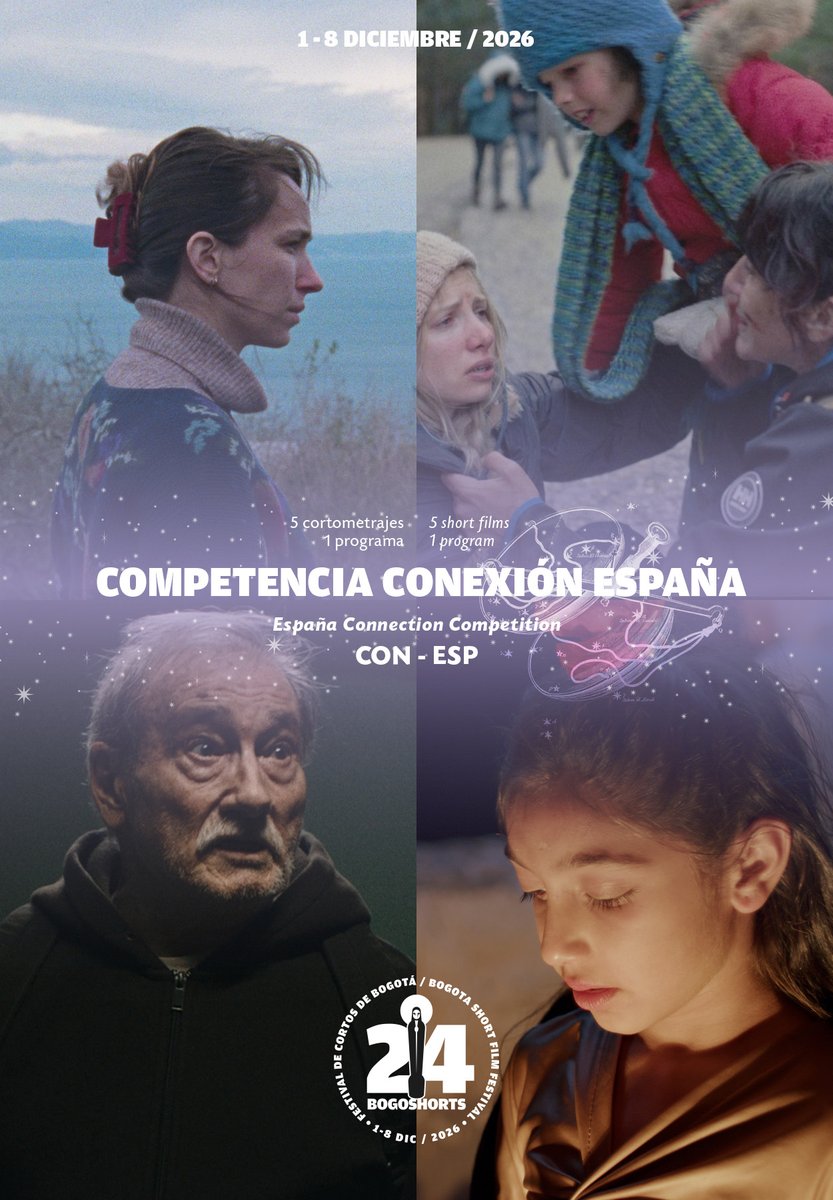 1 - 8 DICIEMBRE / 2026
5 cortometrajes
1 programa
5 short films
1 program
COMPETENCIA CONEXIÓN ESPAÑA
España Connection Competition
CON - ESP
FESTIVAL DE CORTOS DE BOGOTÁ / BOGOTA SHORT FILM FESTIVAL
24
BOGOSHORTS
• 1-8 DIC / 2026 •